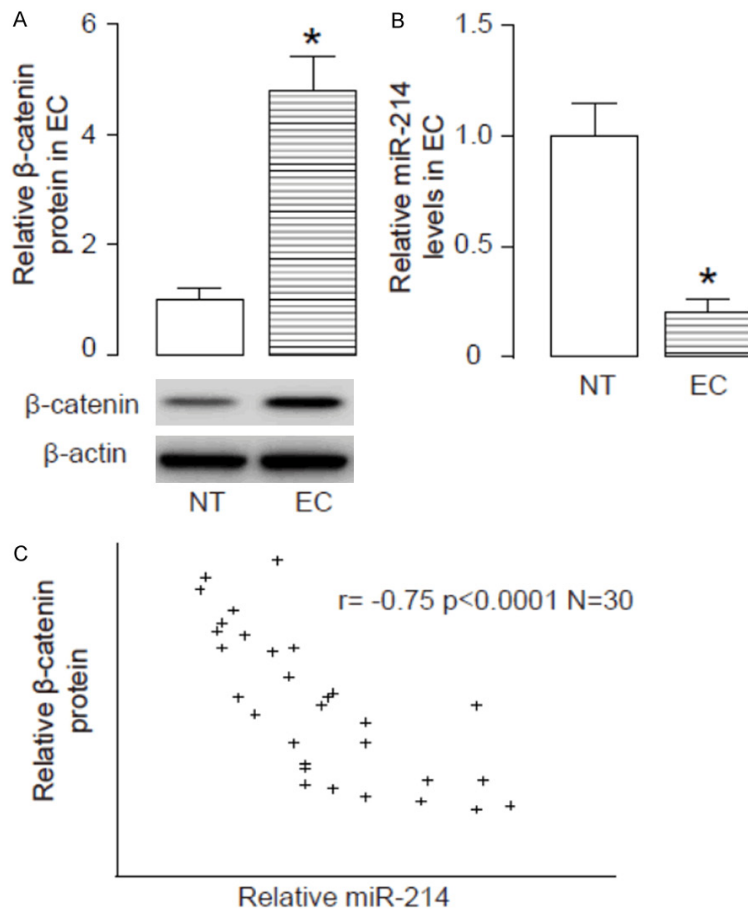 A
Relative β-catenin
protein in EC
6
4
2
0
*
β-catenin
β-actin
NT EC
B
Relative miR-214
levels in EC
1.5
1.0
0.5
0
*
NT EC
C
Relative β-catenin
protein
r= -0.75 p<0.0001 N=30
Relative miR-214